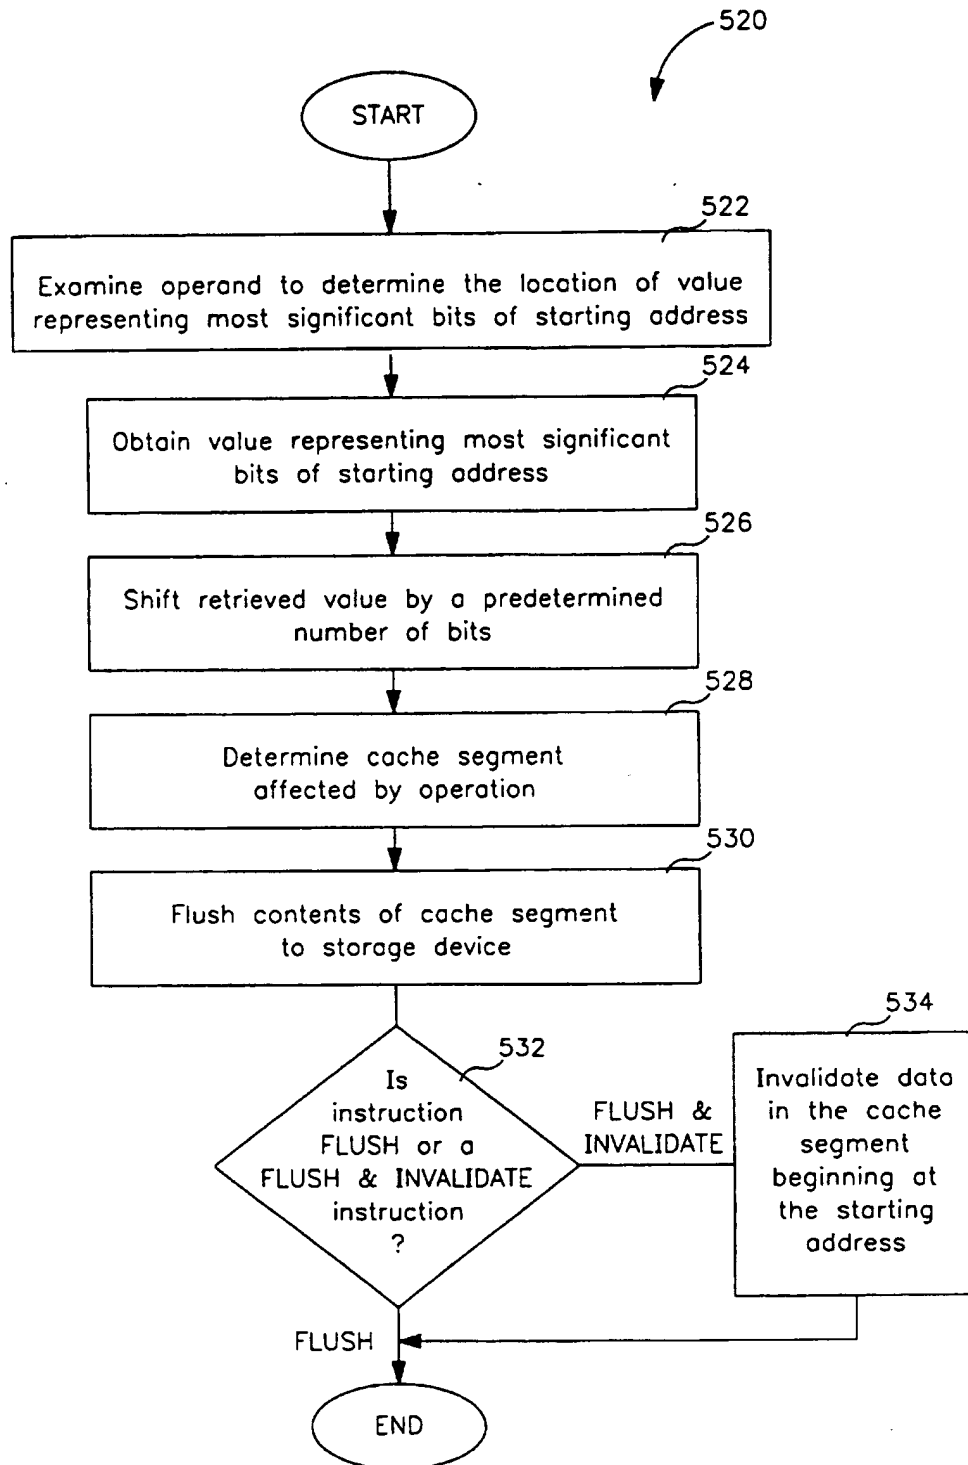 520
START
522
Examine operand to determine the location of value
representing most significant bits of starting address
524
Obtain value representing most significant
bits of starting address
526
Shift retrieved value by a predetermined
number of bits
528
Determine cache segment
affected by operation
530
Flush contents of cache segment
to storage device
532
Is
instruction
FLUSH or a
FLUSH & INVALIDATE
instruction
?
FLUSH &
INVALIDATE
534
Invalidate data
in the cache
segment
beginning at
the starting
address
FLUSH
END